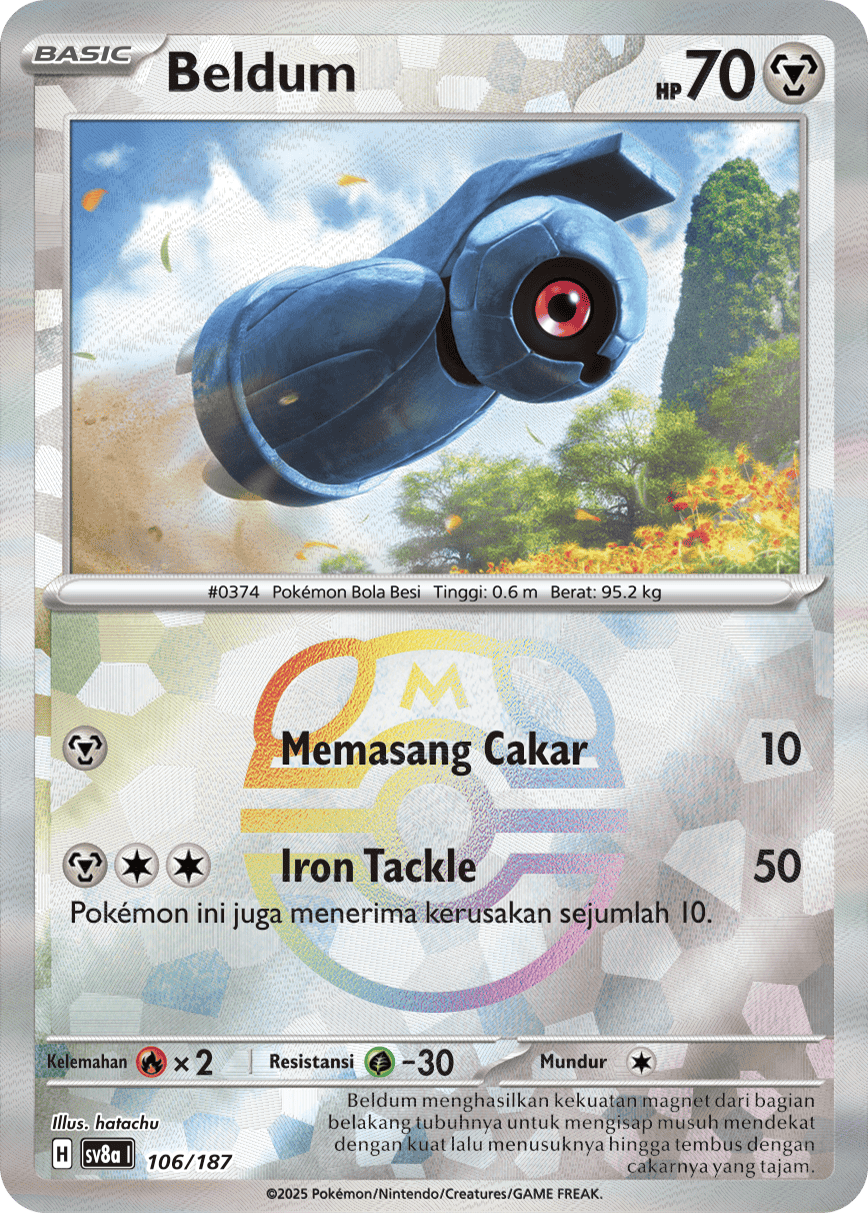 BASIC
Beldum
HP 70
#0374 Pokémon Bola Besi Tinggi: 0.6 m Berat: 95.2 kg
M
Memasang Cakar 10
Iron Tackle 50
Pokémon ini juga menerima kerusakan sejumlah 10.
Kelemahan ×2 Resistansi -30 Mundur
Beldum menghasilkan kekuatan magnet dari bagian
belakang tubuhnya untuk mengisap musuh mendekat
dengan kuat lalu menusuknya hingga tembus dengan
cakarnya yang tajam.
Illus. hatachu
H sv8a I 106/187
©2025 Pokémon/Nintendo/Creatures/GAME FREAK.